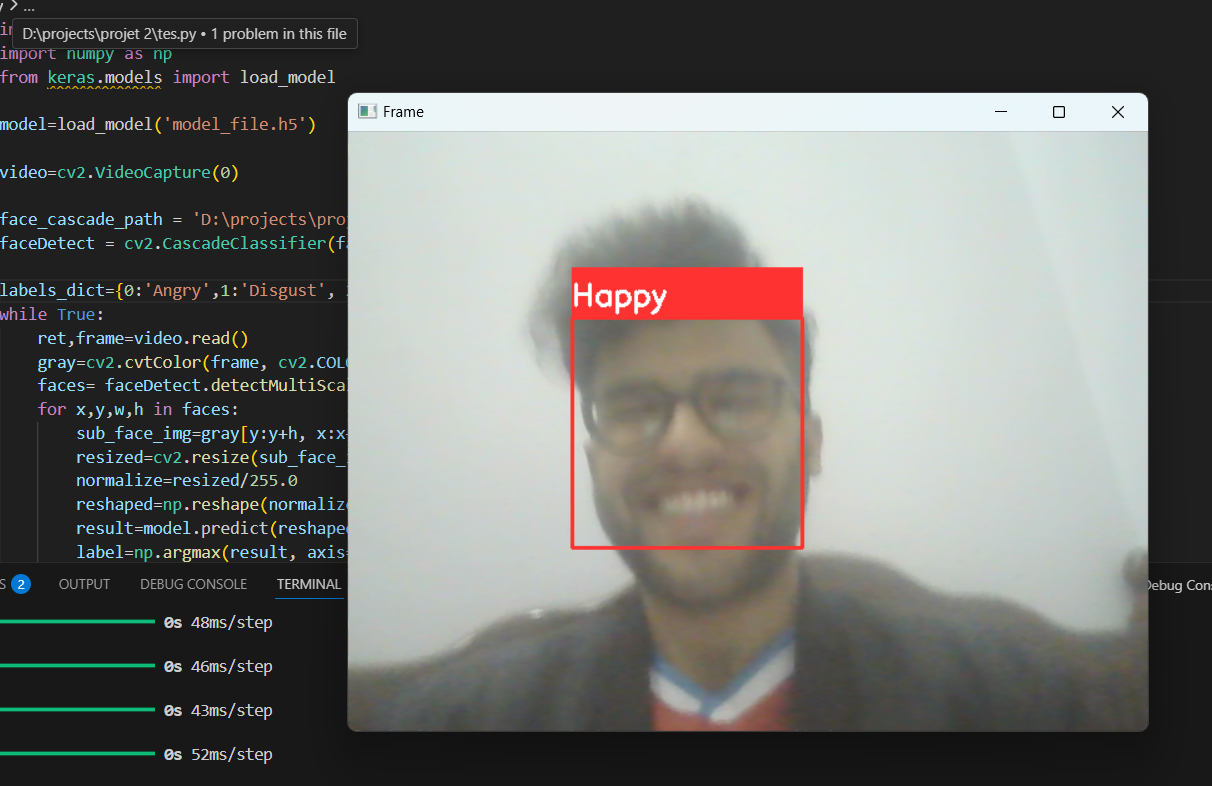 y > ...
D:\projects\projet 2\tes.py • 1 problem in this file
import numpy as np
from keras.models import load_model
model=load_model('model_file.h5')
video=cv2.VideoCapture(0)
face_cascade_path = 'D:\projects\pro
faceDetect = cv2.CascadeClassifier(f
labels_dict={0:'Angry',1:'Disgust',
while True:
ret,frame=video.read()
gray=cv2.cvtColor(frame, cv2.COL
faces= faceDetect.detectMultiSca
for x,y,w,h in faces:
sub_face_img=gray[y:y+h, x:x
resized=cv2.resize(sub_face_
normalize=resized/255.0
reshaped=np.reshape(normaliz
result=model.predict(reshape
label=np.argmax(result, axis=
Frame
Happy
S 2 OUTPUT DEBUG CONSOLE TERMINAL
Debug Cons
0s 48ms/step
0s 46ms/step
0s 43ms/step
0s 52ms/step